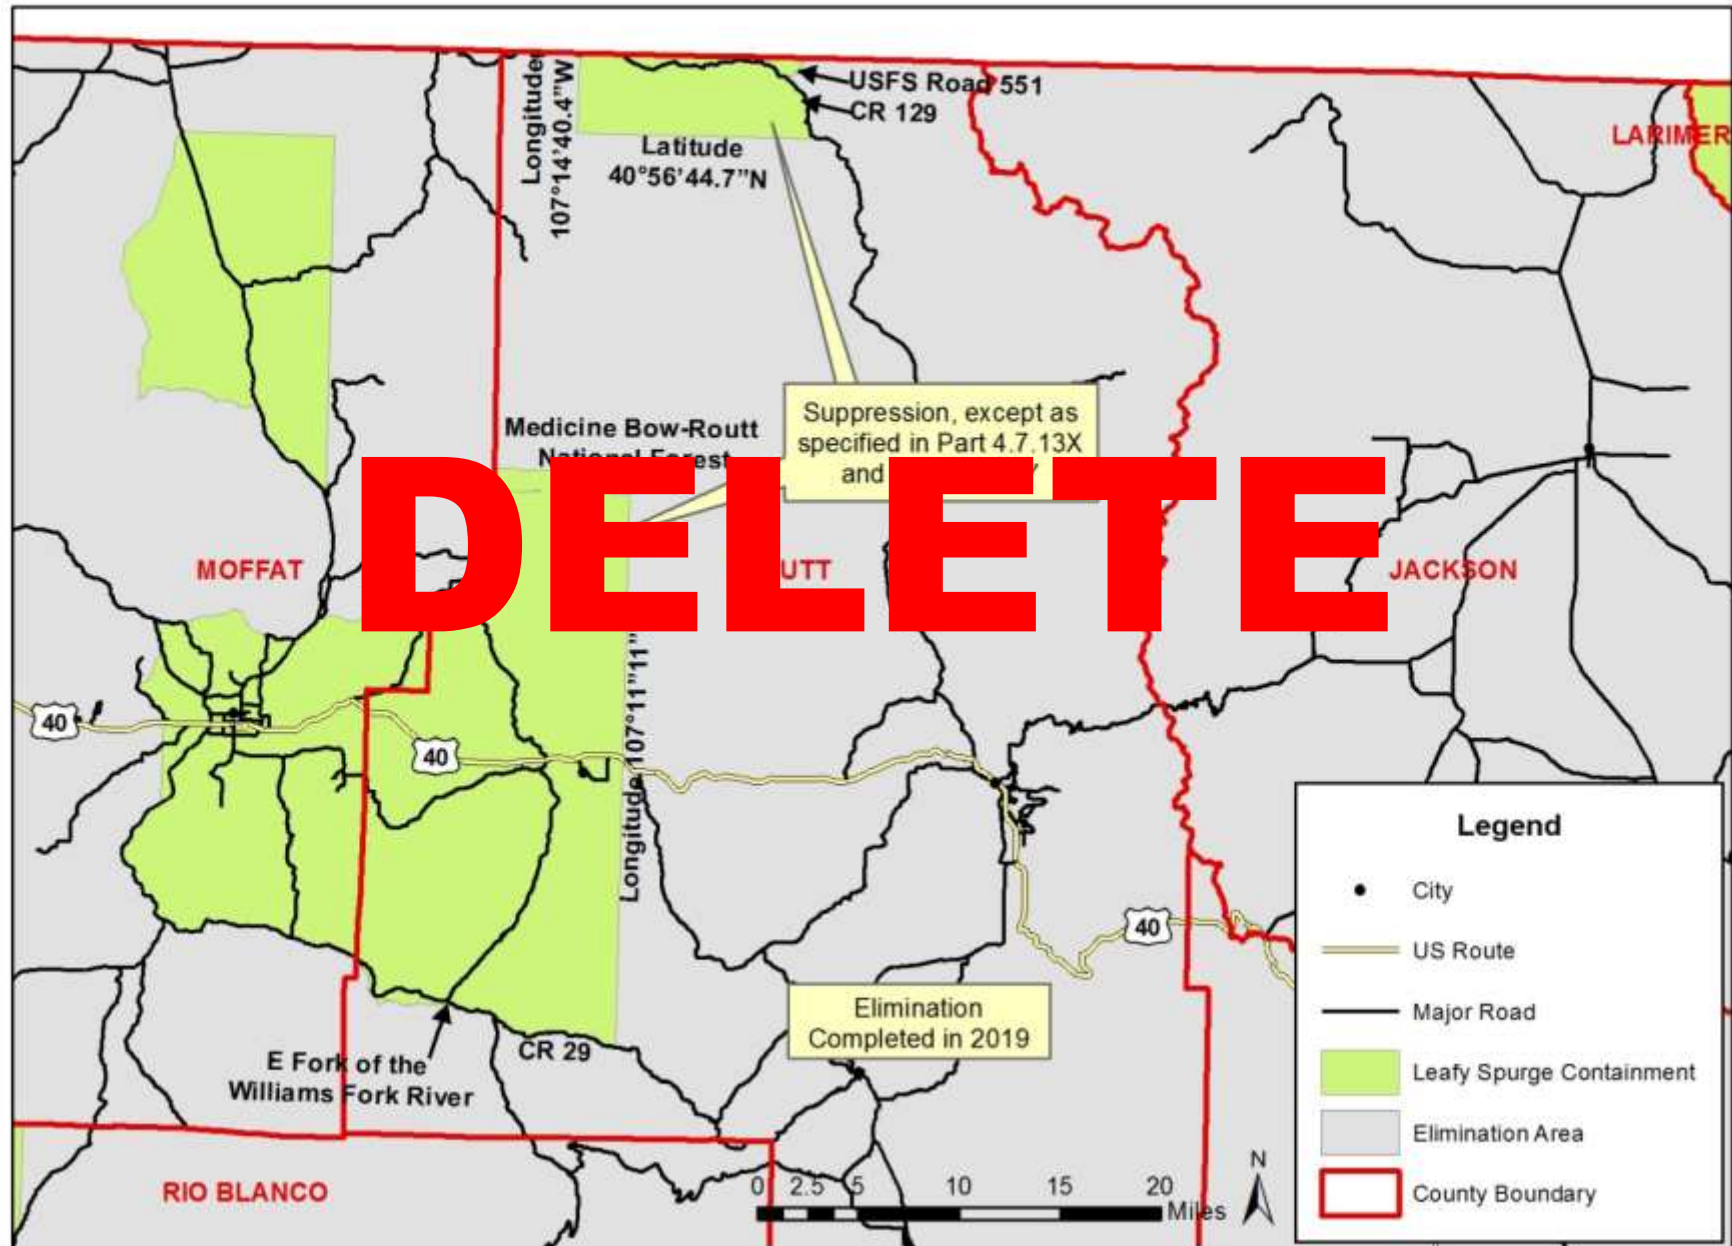 USFS Road 551
CR 129
Longitude
107°14'40.4"W
Latitude
40°56'44.7"N
LARIMER
Suppression, except as
specified in Part 4.7.13X
and
Medicine Bow-Routt
National Forest
DELETE
MOFFAT
UTT
JACKSON
Longitude 107°11"11"
40
40
40
Elimination
Completed in 2019
CR 29
E Fork of the
Williams Fork River
RIO BLANCO
0 2.5 5 10 15 20
Miles
N
Legend
City
US Route
Major Road
Leafy Spurge Containment
Elimination Area
County Boundary